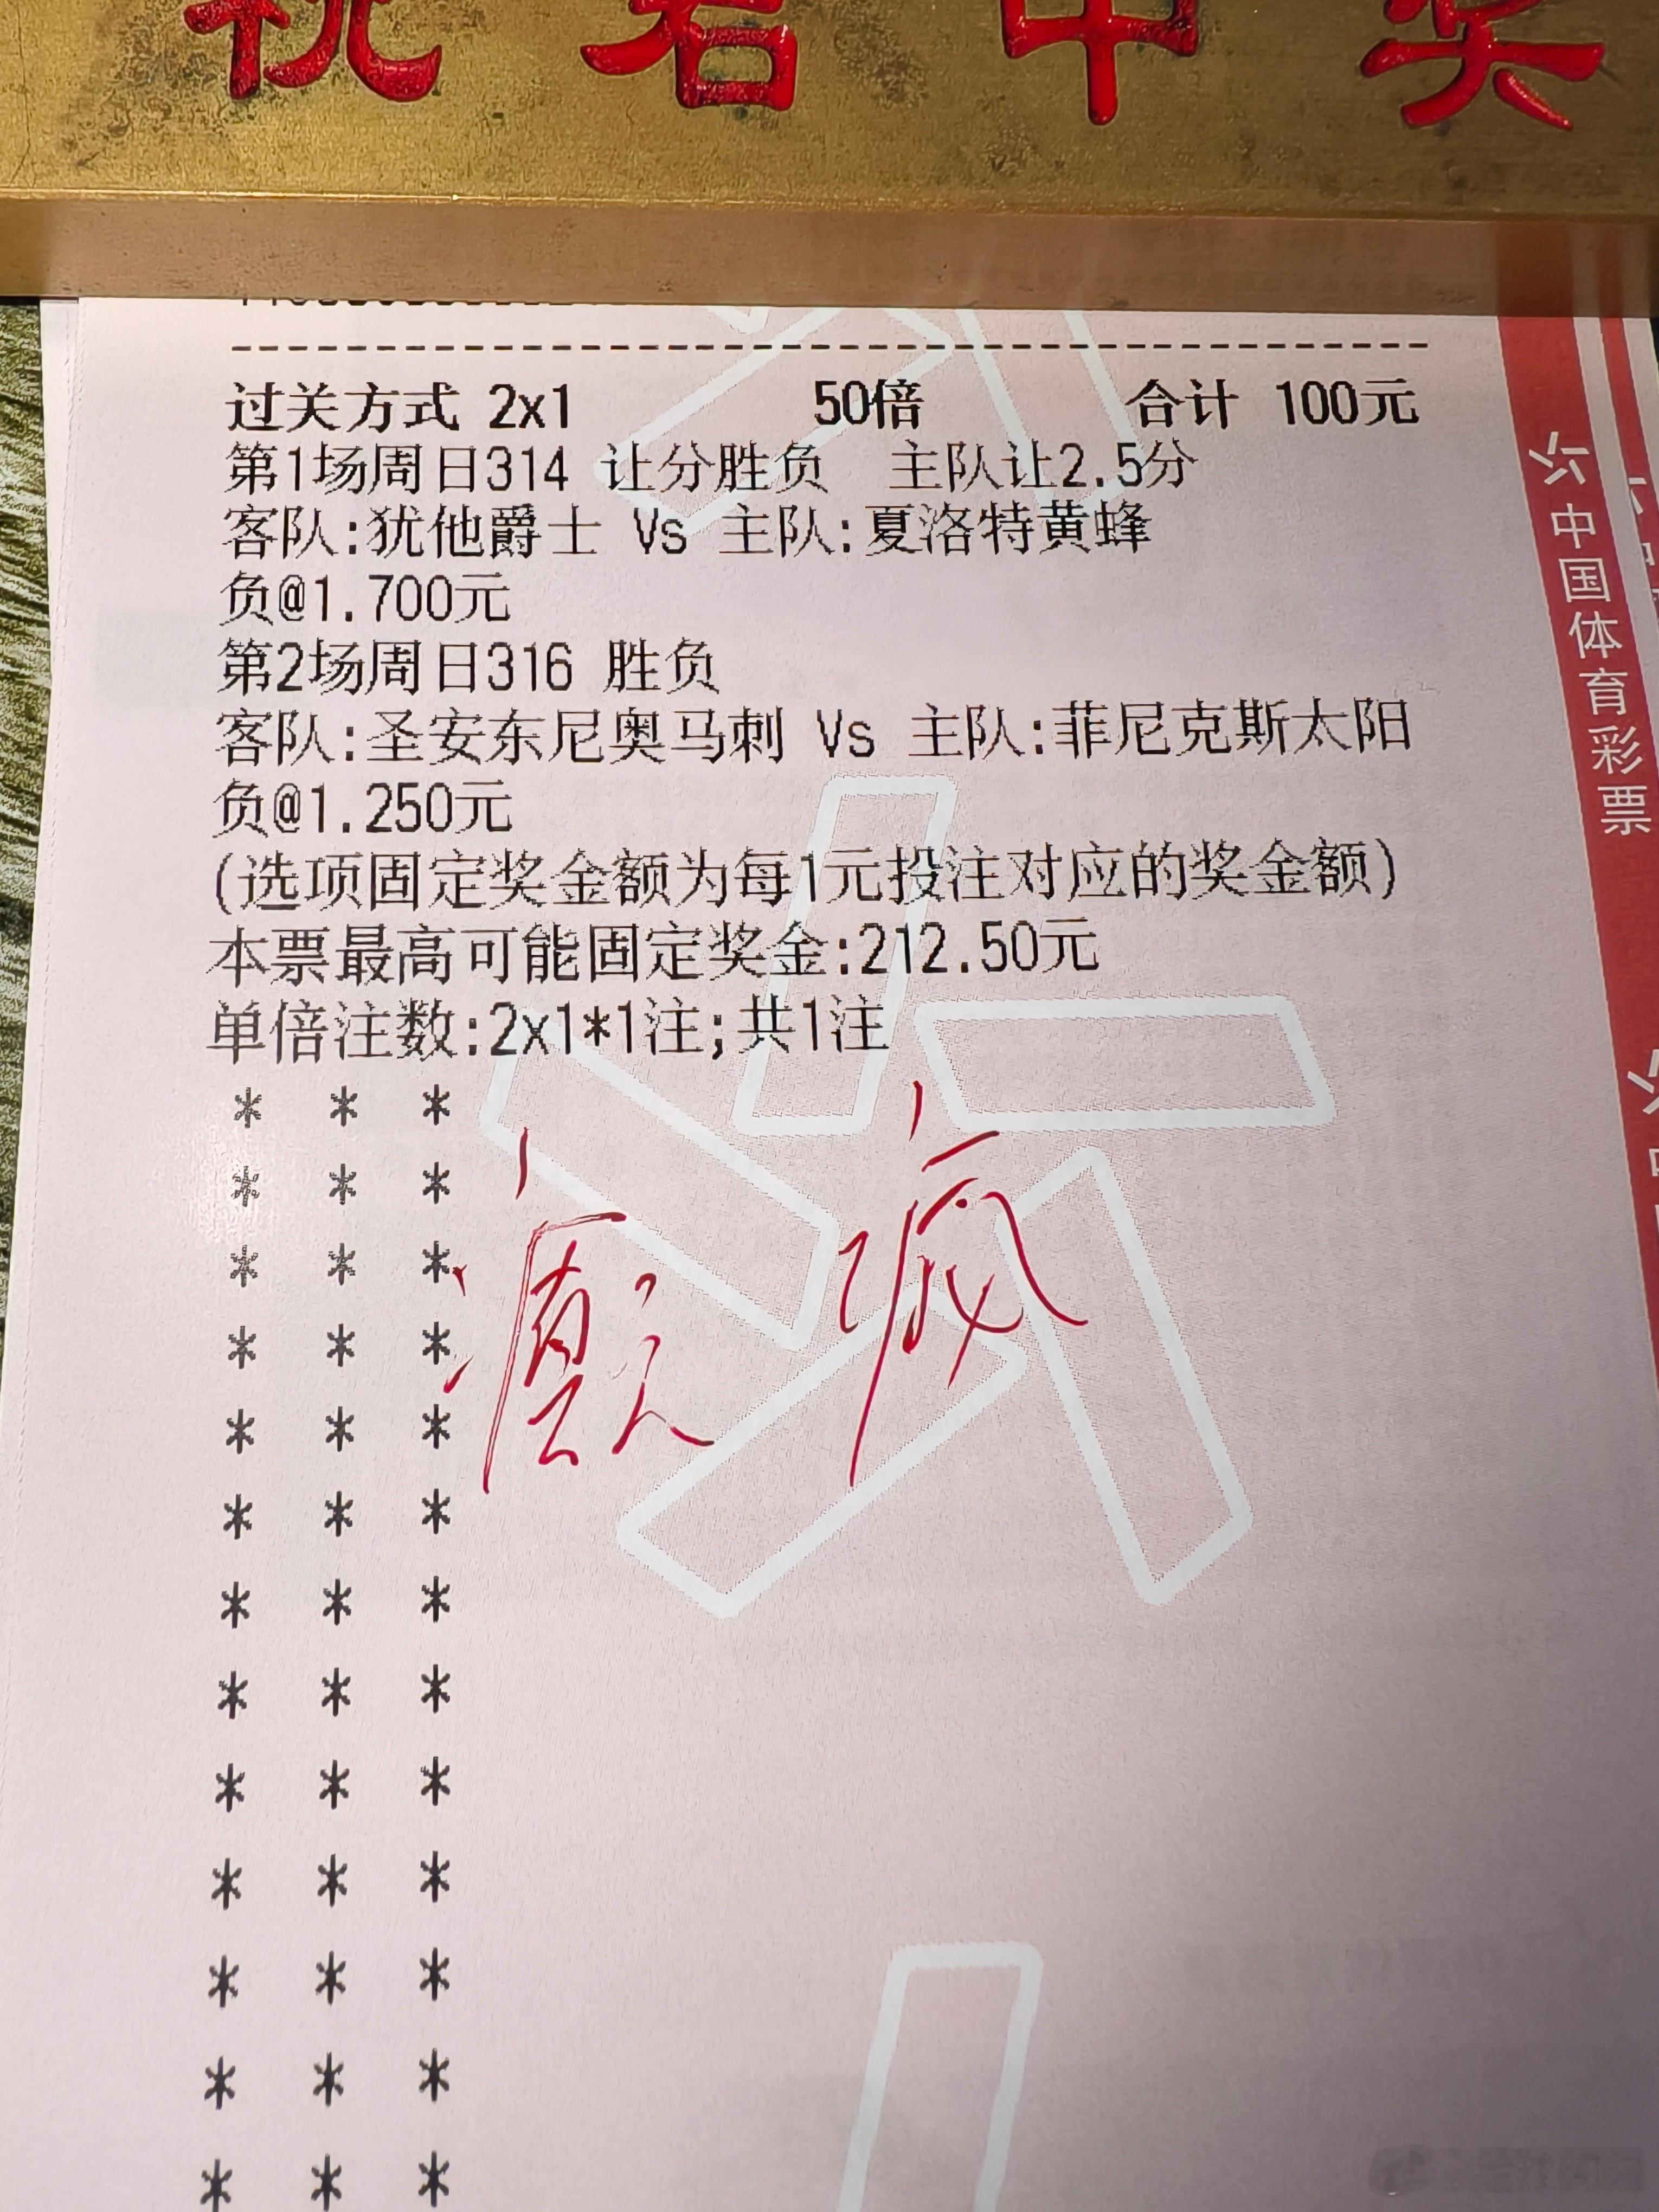 祝君中奖
过关方式 2x1 50倍 合计 100元
第1场周日314 让分胜负 主队让2.5分
客队:犹他爵士 Vs 主队:夏洛特黄蜂
负@1.700元
第2场周日316 胜负
客队:圣安东尼奥马刺 Vs 主队:菲尼克斯太阳
负@1.250元
(选项固定奖金额为每1元投注对应的奖金额)
本票最高可能固定奖金:212.50元
单倍注数:2x1*1注;共1注
* * *
* * *
* * *
* * *
* * *
* * *
* * *
* * *
* * *
* * *
* * *
* * *
* * *
癫疯
中国体育彩票